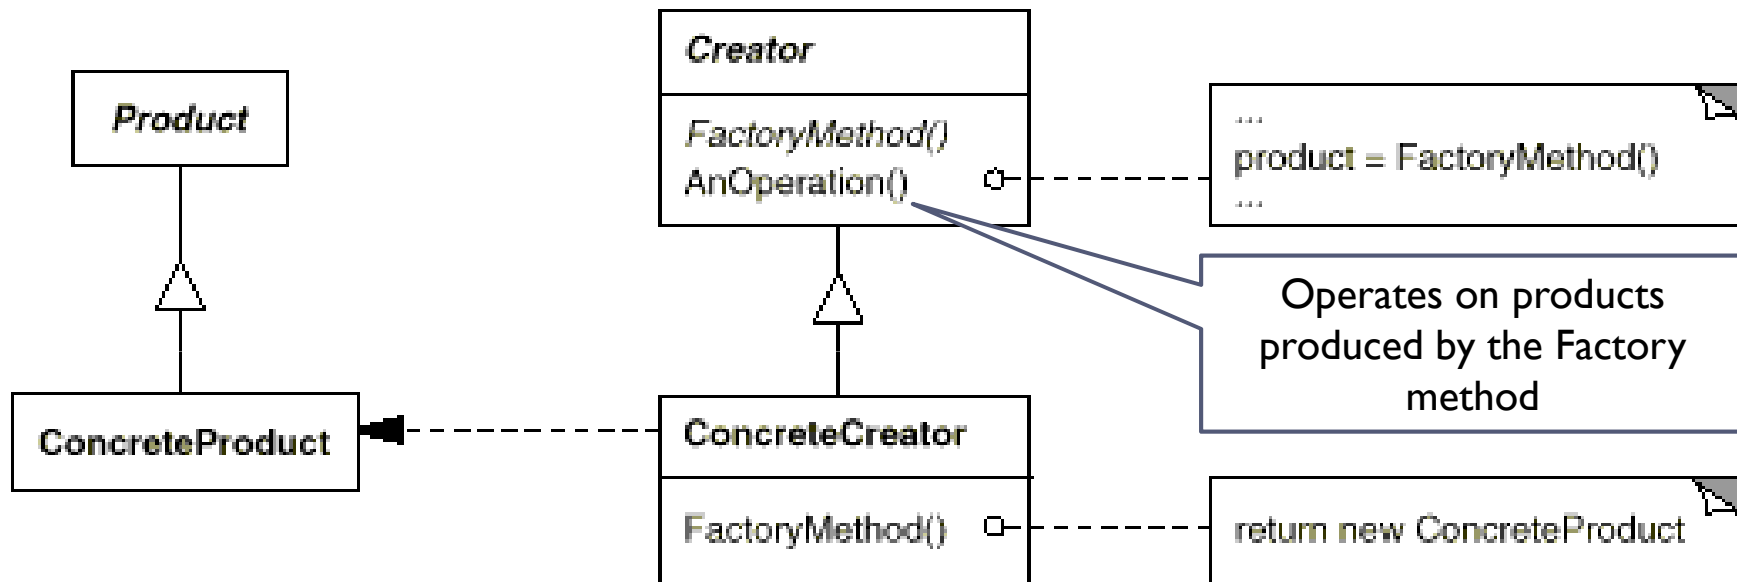 Product
ConcreteProduct
Creator
FactoryMethod()
AnOperation()
...
product = FactoryMethod()
...
Operates on products
produced by the Factory
method
ConcreteCreator
FactoryMethod()
return new ConcreteProduct